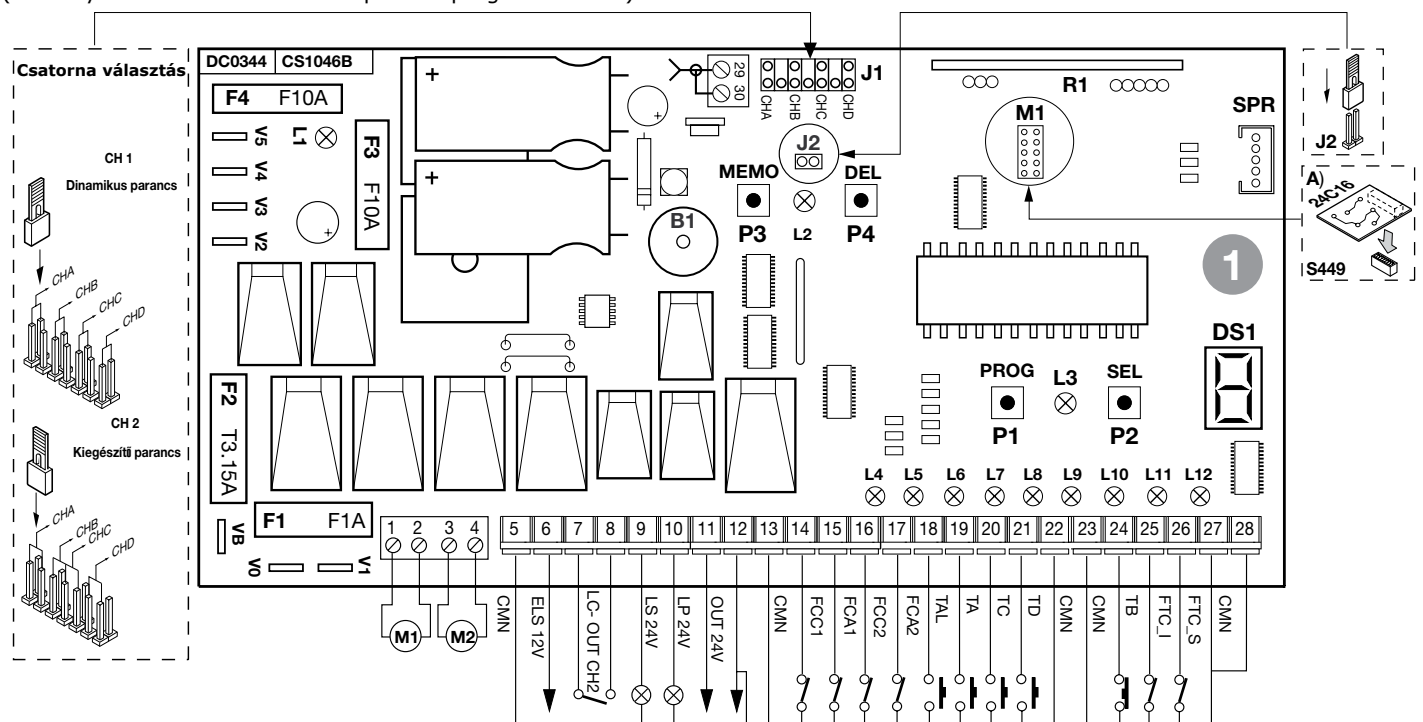 DC0344 CS1046B
Csatorna választás
CH 1
Dinamikus parancs
CHA
CHB
CHC
CHD
CH 2
Kiegészítő parancs
CHA
CHB
CHC
CHD
F4 F10A
V5
V4
V3
V2
L1
F3 F10A
+
+
+
+
29
30
J1
CHA
CHB
CHC
CHD
J2
MEMO
P3
L2
DEL
P4
B1
R1
M1
SPR
J2
A)
24C16
S449
1
DS1
PROG
P1
L3
SEL
P2
F2 T3.15A
F1 F1A
VB
V0
V1
L4 L5 L6 L7 L8 L9 L10 L11 L12
1 2 3 4 5 6 7 8 9 10 11 12 13 14 15 16 17 18 19 20 21 22 23 24 25 26 27 28
M1
M2
CMN
ELS 12V
LC- OUT CH2
LS 24V
LP 24V
OUT 24V
CMN
FCC1
FCA1
FCC2
FCA2
TAL
TA
TC
TD
CMN
CMN
TB
FTC_I
FTC_S
CMN